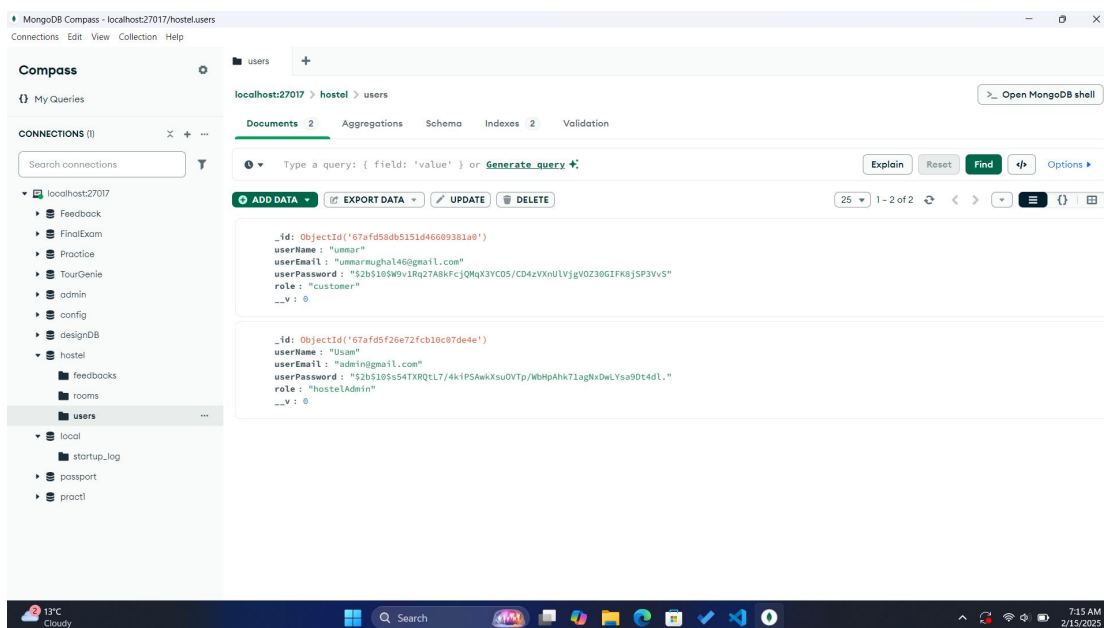 MongoDB Compass - localhost:27017/hostel.users
Connections Edit View Collection Help
Compass
{} My Queries
CONNECTIONS (1)
Search connections
localhost:27017
Feedback
FinalExam
Practice
TourGenie
admin
config
designDB
hostel
feedbacks
rooms
users
local
startup_log
passport
pract1
users
localhost:27017 > hostel > users
>_ Open MongoDB shell
Documents 2 Aggregations Schema Indexes 2 Validation
Type a query: { field: 'value' } or Generate query
Explain Reset Find </> Options
ADD DATA EXPORT DATA UPDATE DELETE
25 1 – 2 of 2 {}
_id: ObjectId('67afd58db5151d46609381a0')
userName : "ummar"
userEmail : "ummarmughal46@gmail.com"
userPassword : "$2b$10$W9v1Rq27A8kFcjQMqX3YCO5/CD4zVXnUlVjgVOZ30GIFK8jSP3VvS"
role : "customer"
__v : 0
_id: ObjectId('67afd5f26e72fcb10c07de4e')
userName : "Usam"
userEmail : "admin@gmail.com"
userPassword : "$2b$10$s54TXRQtL7/4kiPSAwkXsuOVTp/WbHpAhk71agNxDwLYsa9Dt4dl."
role : "hostelAdmin"
__v : 0
2
13°C
Cloudy
Search
7:15 AM
2/15/2025